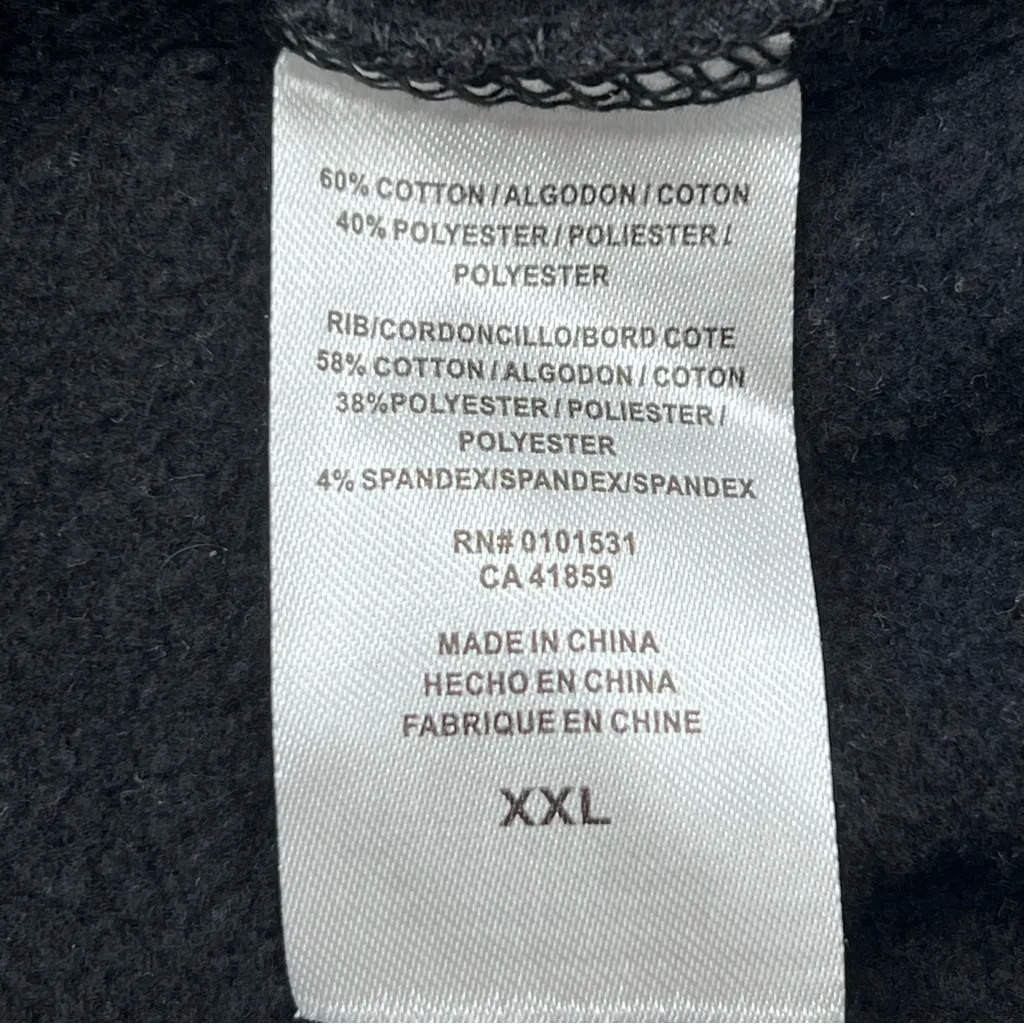 60% COTTON / ALGODON / COTON
40% POLYESTER / POLIESTER /
POLYESTER
RIB/CORDONCILLO/BORD COTE
58% COTTON / ALGODON / COTON
38%POLYESTER / POLIESTER /
POLYESTER
4% SPANDEX/SPANDEX/SPANDEX
RN# 0101531
CA 41859
MADE IN CHINA
HECHO EN CHINA
FABRIQUE EN CHINE
XXL